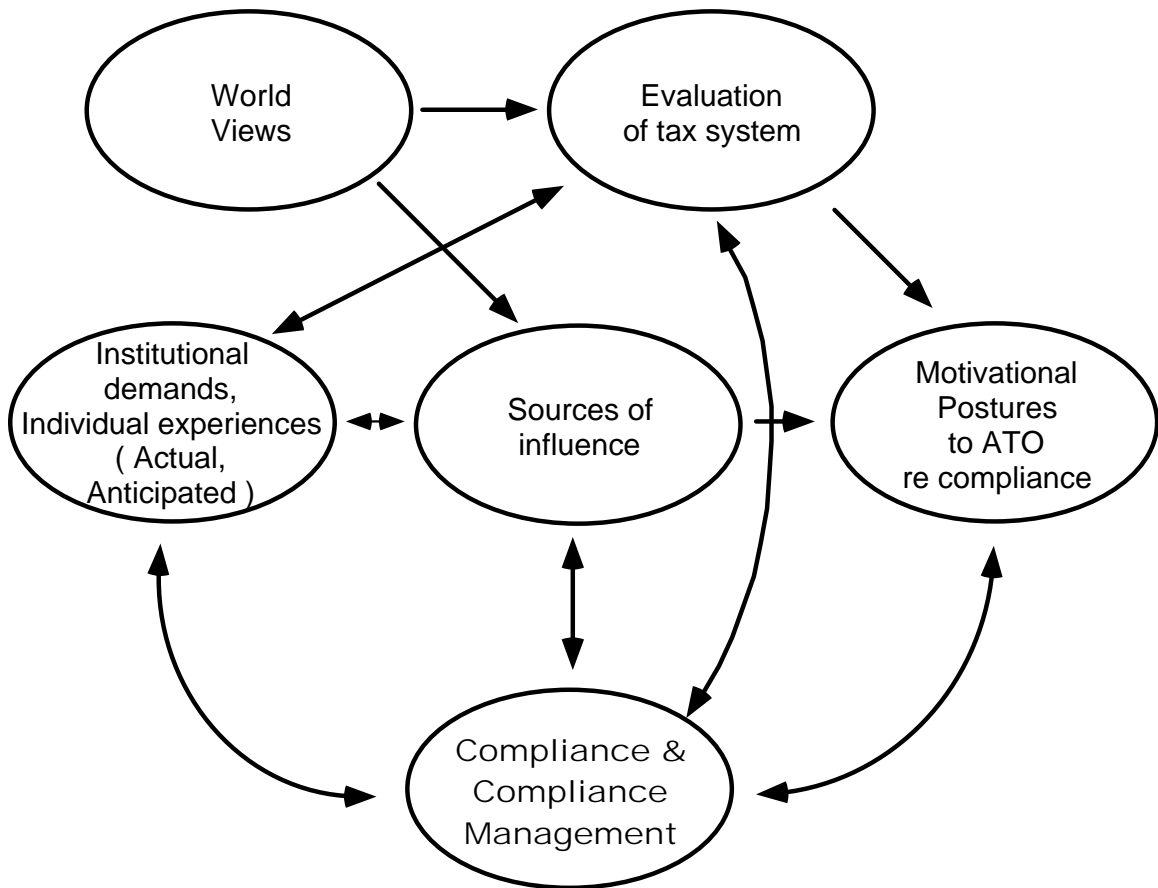 World
Views
Evaluation
of tax system
Institutional
demands,
Individual experiences
( Actual,
Anticipated )
Sources of
influence
Motivational
Postures
to ATO
re compliance
Compliance &
Compliance
Management